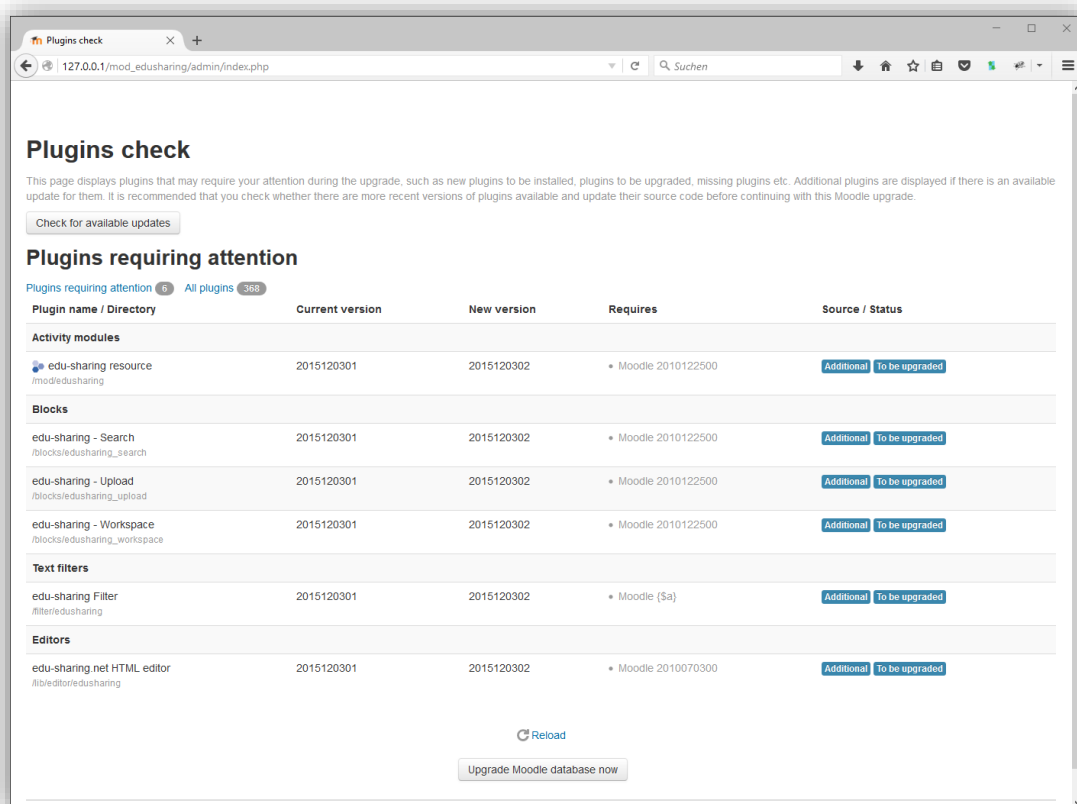 Plugins check
127.0.0.1/mod_edusharing/admin/index.php
Suchen
Plugins check
This page displays plugins that may require your attention during the upgrade, such as new plugins to be installed, plugins to be upgraded, missing plugins etc. Additional plugins are displayed if there is an available
update for them. It is recommended that you check whether there are more recent versions of plugins available and update their source code before continuing with this Moodle upgrade.
Check for available updates
Plugins requiring attention
Plugins requiring attention 6 All plugins 368
Plugin name / Directory Current version New version Requires Source / Status
Activity modules
edu-sharing resource 2015120301 2015120302 • Moodle 2010122500 Additional To be upgraded
/mod/edusharing
Blocks
edu-sharing - Search 2015120301 2015120302 • Moodle 2010122500 Additional To be upgraded
/blocks/edusharing_search
edu-sharing - Upload 2015120301 2015120302 • Moodle 2010122500 Additional To be upgraded
/blocks/edusharing_upload
edu-sharing - Workspace 2015120301 2015120302 • Moodle 2010122500 Additional To be upgraded
/blocks/edusharing_workspace
Text filters
edu-sharing Filter 2015120301 2015120302 • Moodle {$a} Additional To be upgraded
/filter/edusharing
Editors
edu-sharing.net HTML editor 2015120301 2015120302 • Moodle 2010070300 Additional To be upgraded
/lib/editor/edusharing
Reload
Upgrade Moodle database now